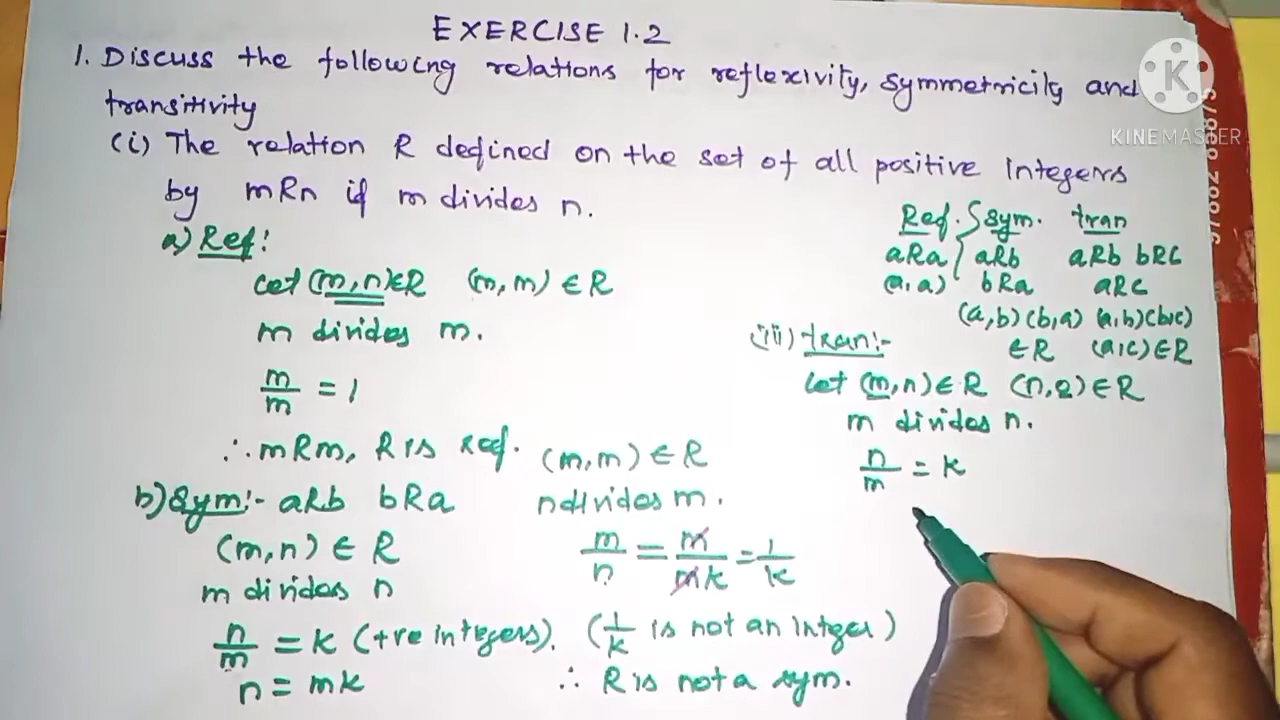 EXERCISE 1.2
1. Discuss the following relations for reflexivity, symmetricity and
transitivity
(i) The relation R defined on the set of all positive integers
by mRn if m divides n.
a) Ref:
Let (m,n)∈R (m,m) ∈ R
m divides m.
m/m = 1
∴ mRm, R is Ref.
b) Sym:- aRb bRa
(m,n) ∈ R
m divides n
n/m = k (+ve integers).
n = mk
(m,m) ∈ R
n divides m.
m/n = m/mk = 1/k
(1/k is not an integer)
∴ R is not a sym.
Ref. Sym. tran
aRa aRb aRb bRC
(a,a) bRa aRC
(a,b)(b,a) (a,b)(b,c)
∈R (a,c)∈R
(iii) tran:-
Let (m,n)∈R (n,2)∈R
m divides n.
n/m = k
KINEMASTER